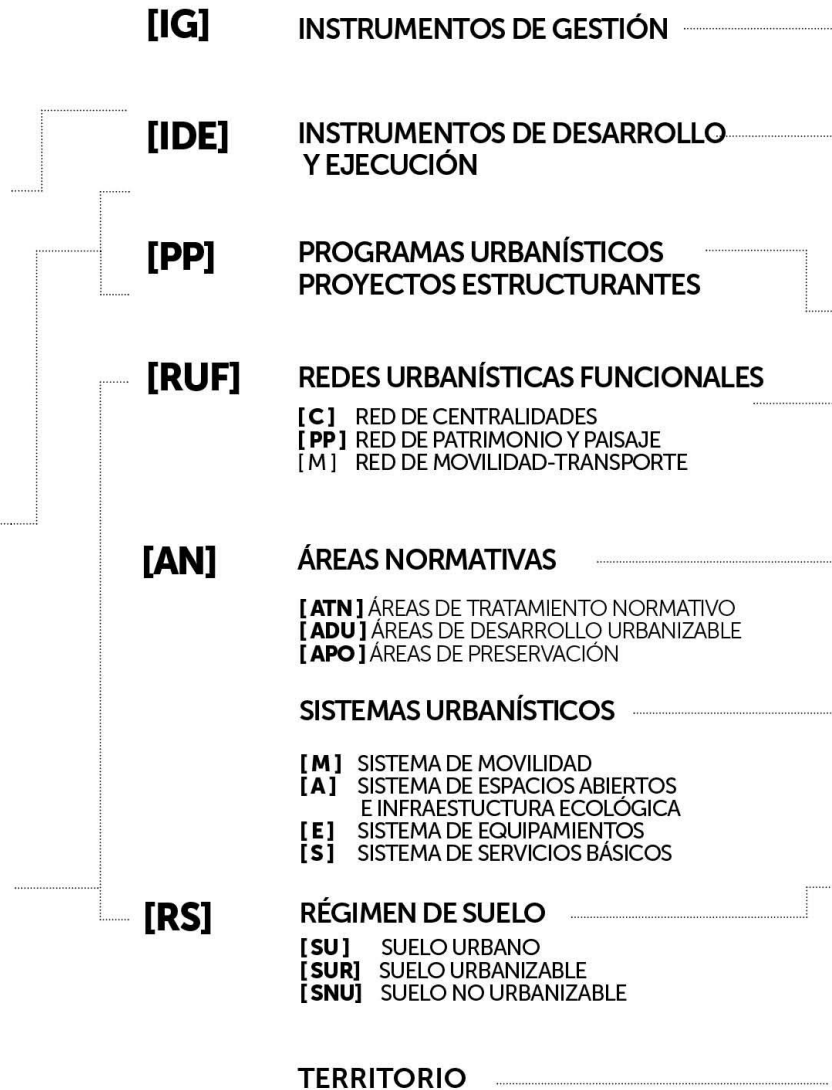 [IG] INSTRUMENTOS DE GESTIÓN
[IDE] INSTRUMENTOS DE DESARROLLO
Y EJECUCIÓN
[PP] PROGRAMAS URBANÍSTICOS
PROYECTOS ESTRUCTURANTES
[RUF] REDES URBANÍSTICAS FUNCIONALES
[C] RED DE CENTRALIDADES
[PP] RED DE PATRIMONIO Y PAISAJE
[M] RED DE MOVILIDAD-TRANSPORTE
[AN] ÁREAS NORMATIVAS
[ATN] ÁREAS DE TRATAMIENTO NORMATIVO
[ADU] ÁREAS DE DESARROLLO URBANIZABLE
[APO] ÁREAS DE PRESERVACIÓN
SISTEMAS URBANÍSTICOS
[M] SISTEMA DE MOVILIDAD
[A] SISTEMA DE ESPACIOS ABIERTOS
E INFRAESTUCTURA ECOLÓGICA
[E] SISTEMA DE EQUIPAMIENTOS
[S] SISTEMA DE SERVICIOS BÁSICOS
[RS] RÉGIMEN DE SUELO
[SU] SUELO URBANO
[SUR] SUELO URBANIZABLE
[SNU] SUELO NO URBANIZABLE
TERRITORIO